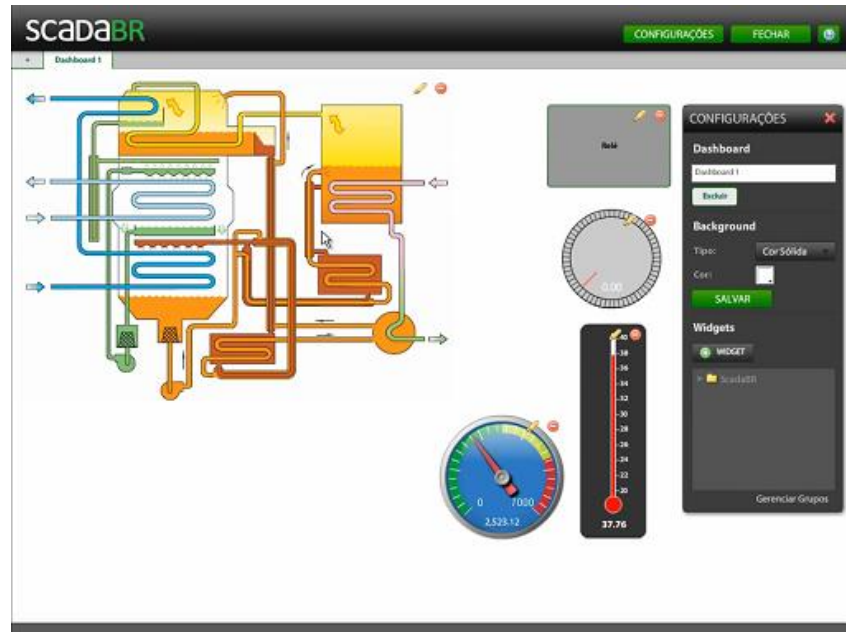 scadaBR
CONFIGURAÇÕES
FECHAR
+
Dashboard 1
Relé
0.00
40
38
36
34
32
30
28
26
24
22
20
37.76
0
7000
2,523.12
CONFIGURAÇÕES
Dashboard
Dashboard 1
Excluir
Background
Tipo:
Cor Sólida
Cor:
SALVAR
Widgets
WIDGET
ScadaBR
Gerenciar Grupos